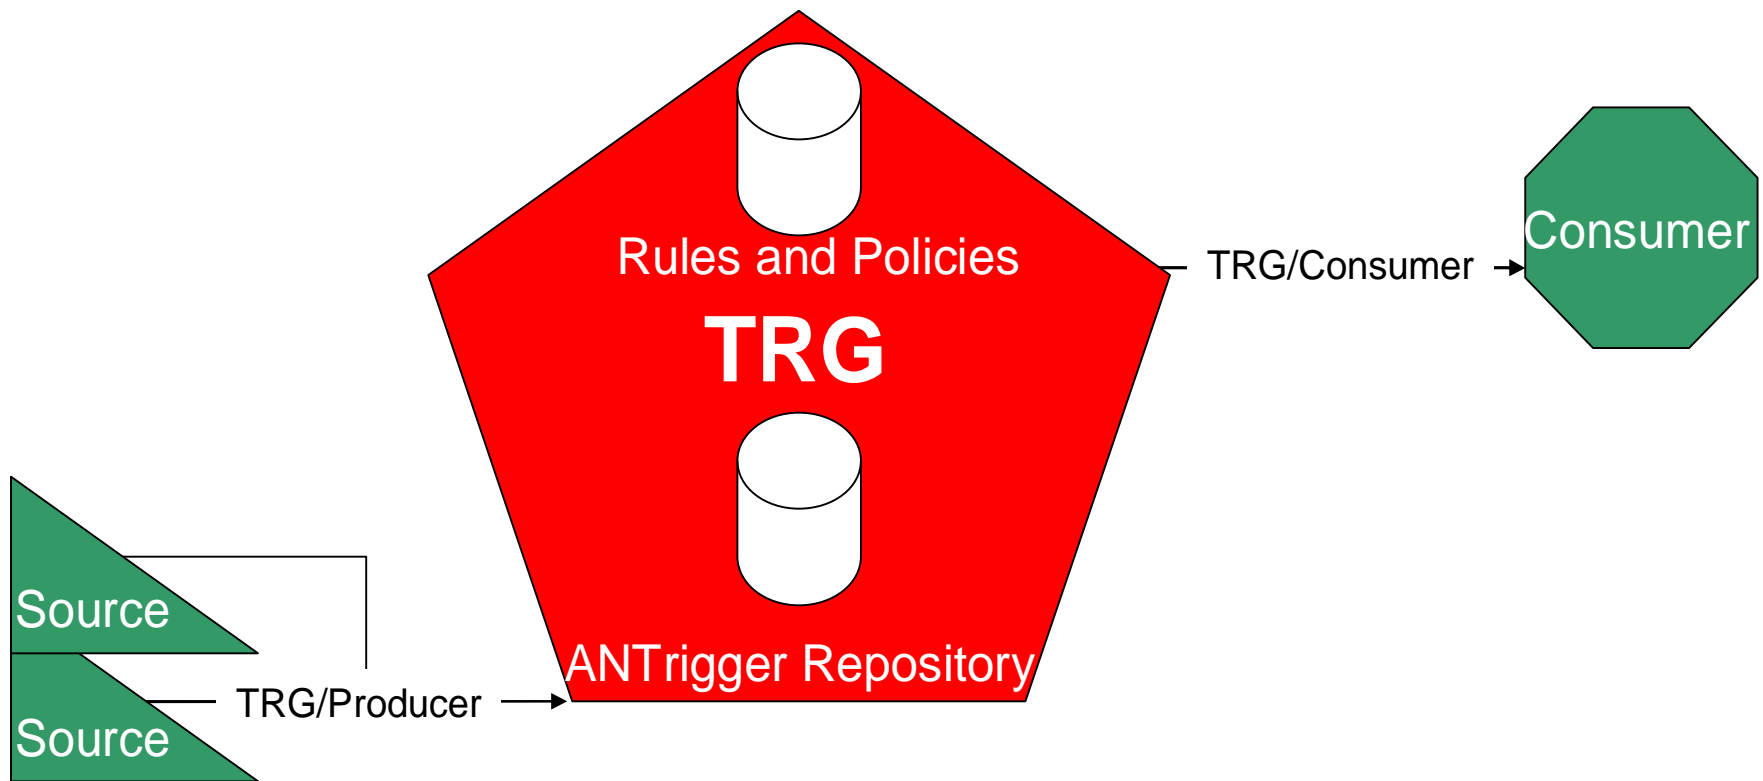 Rules and Policies
TRG
ANTrigger Repository
TRG/Consumer
Consumer
Source
Source
TRG/Producer